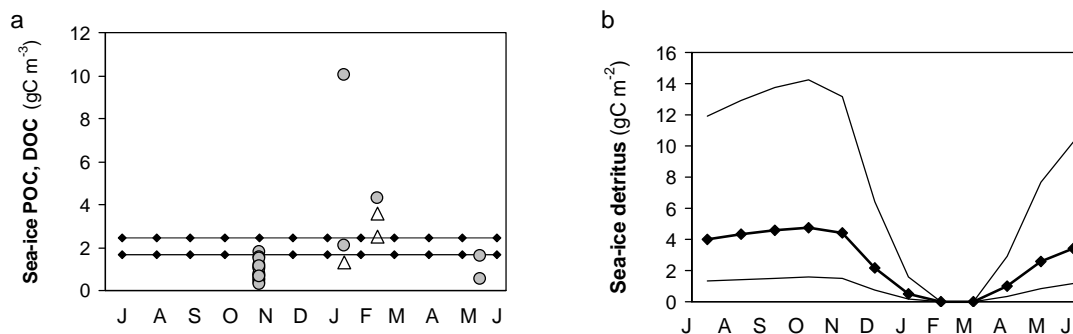 a
Sea-ice POC, DOC (gC m-3)
12
10
8
6
4
2
0
J A S O N D J F M A M J
b
Sea-ice detritus (gC m-2)
16
14
12
10
8
6
4
2
0
J A S O N D J F M A M J